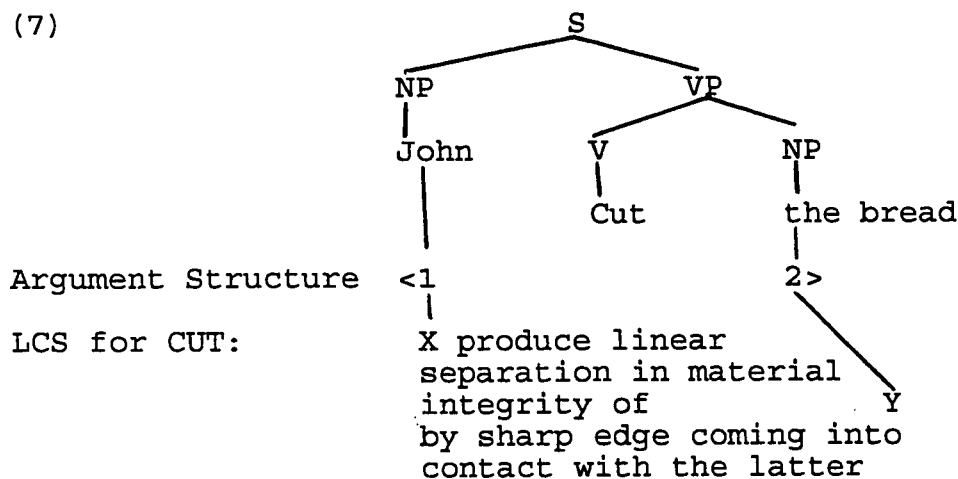 (7) S
NP VP
John V NP
Cut the bread
Argument Structure <1 2>
LCS for CUT: X produce linear
separation in material
integrity of Y
by sharp edge coming into
contact with the latter